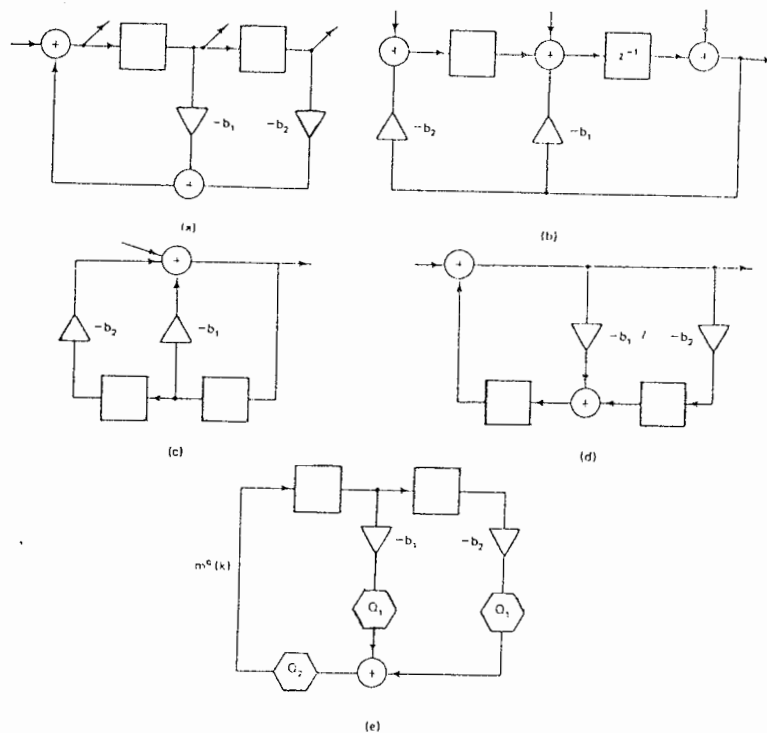 +
−b₁
−b₂
+
(a)
+
+
z⁻¹
+
−b₂
−b₁
(b)
+
−b₂
−b₁
(c)
+
−b₁
−b₂
+
(d)
−b₁
−b₂
Q₁
Q₁
Q₂
+
(e)